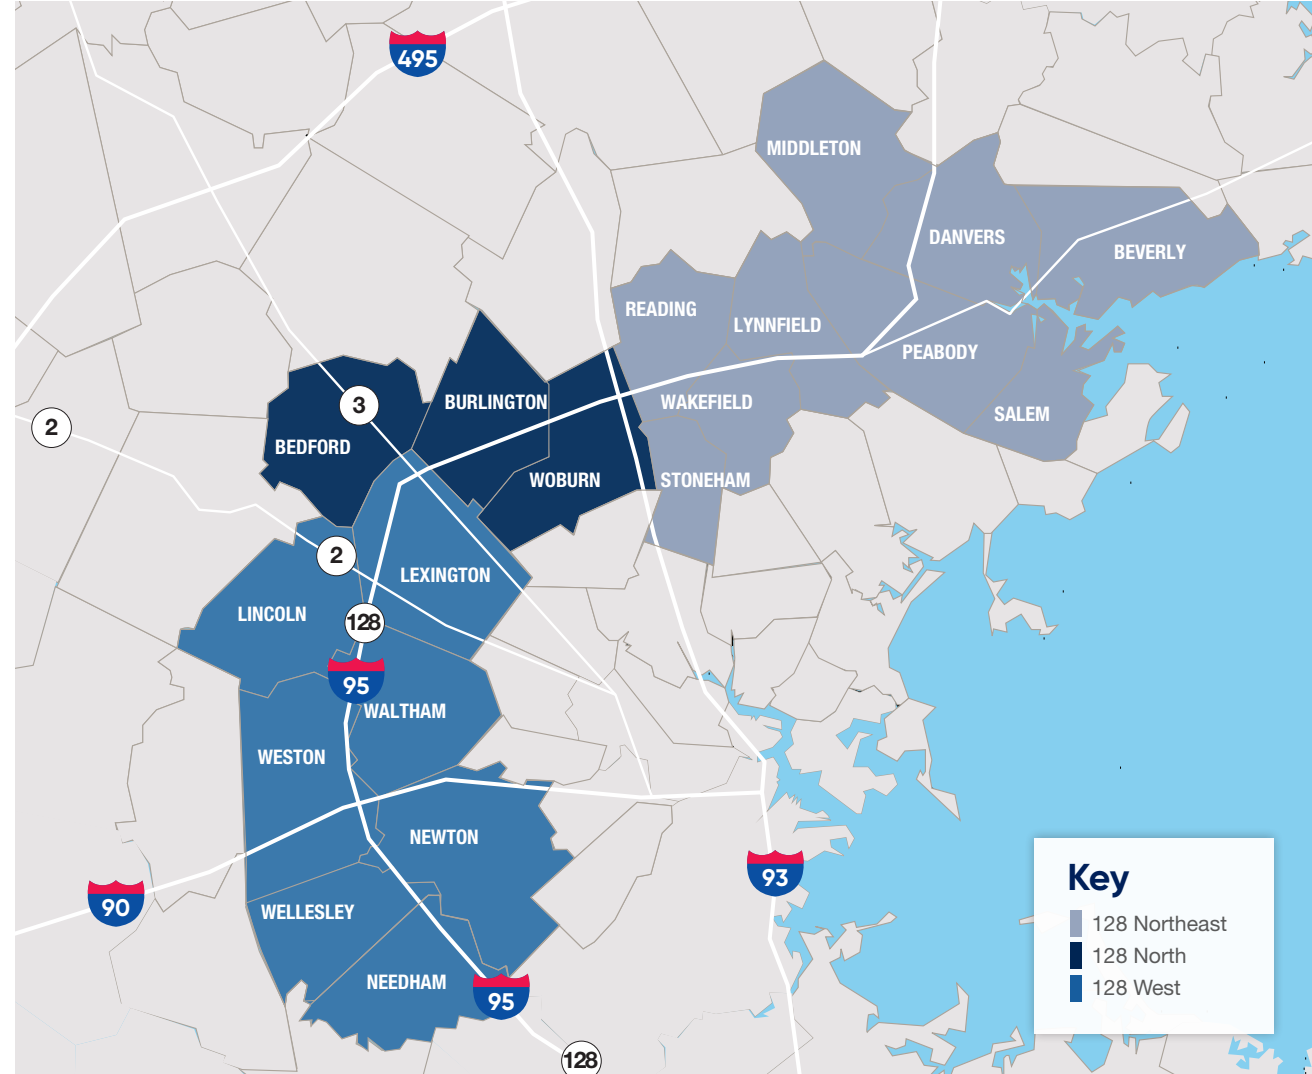 495
MIDDLETON
DANVERS
BEVERLY
READING
LYNNFIELD
PEABODY
3
BURLINGTON
WAKEFIELD
SALEM
2
BEDFORD
WOBURN
STONEHAM
2
LEXINGTON
LINCOLN
128
95
WALTHAM
WESTON
NEWTON
93
90
WELLESLEY
NEEDHAM
95
128
Key
128 Northeast
128 North
128 West